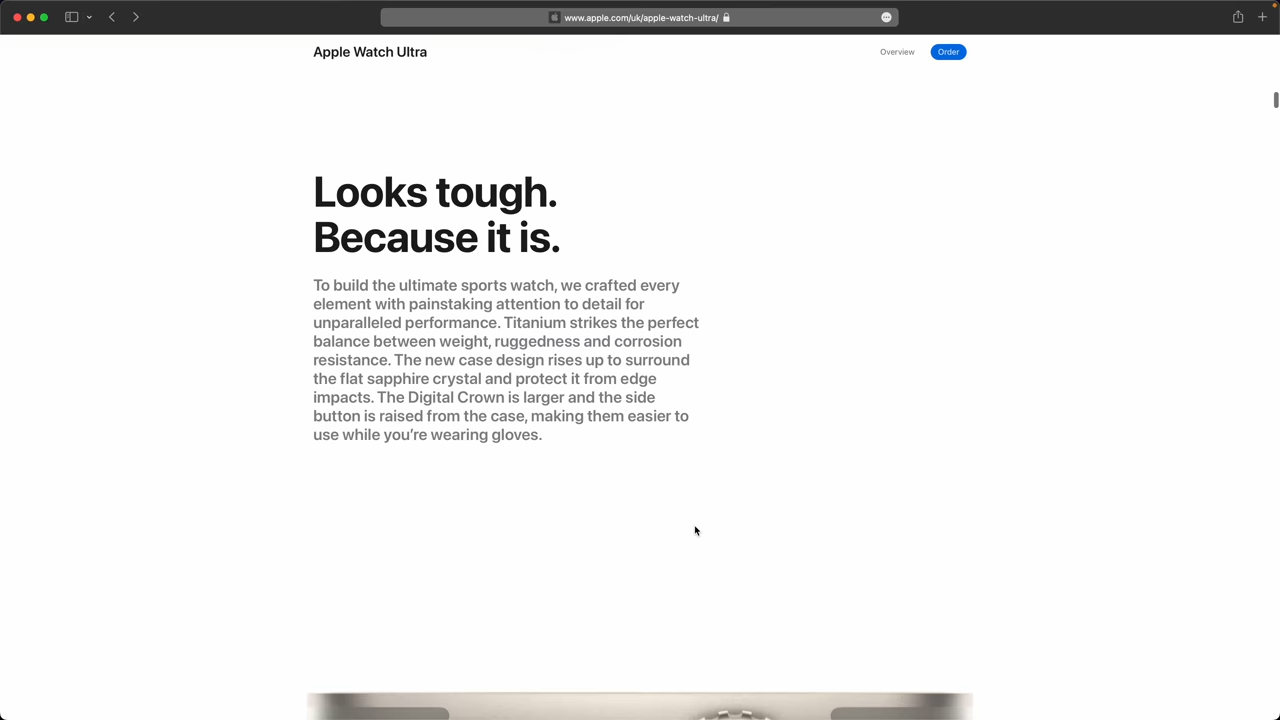 www.apple.com/uk/apple-watch-ultra/
Apple Watch Ultra
Overview
Order
Looks tough.
Because it is.
To build the ultimate sports watch, we crafted every
element with painstaking attention to detail for
unparalleled performance. Titanium strikes the perfect
balance between weight, ruggedness and corrosion
resistance. The new case design rises up to surround
the flat sapphire crystal and protect it from edge
impacts. The Digital Crown is larger and the side
button is raised from the case, making them easier to
use while you’re wearing gloves.